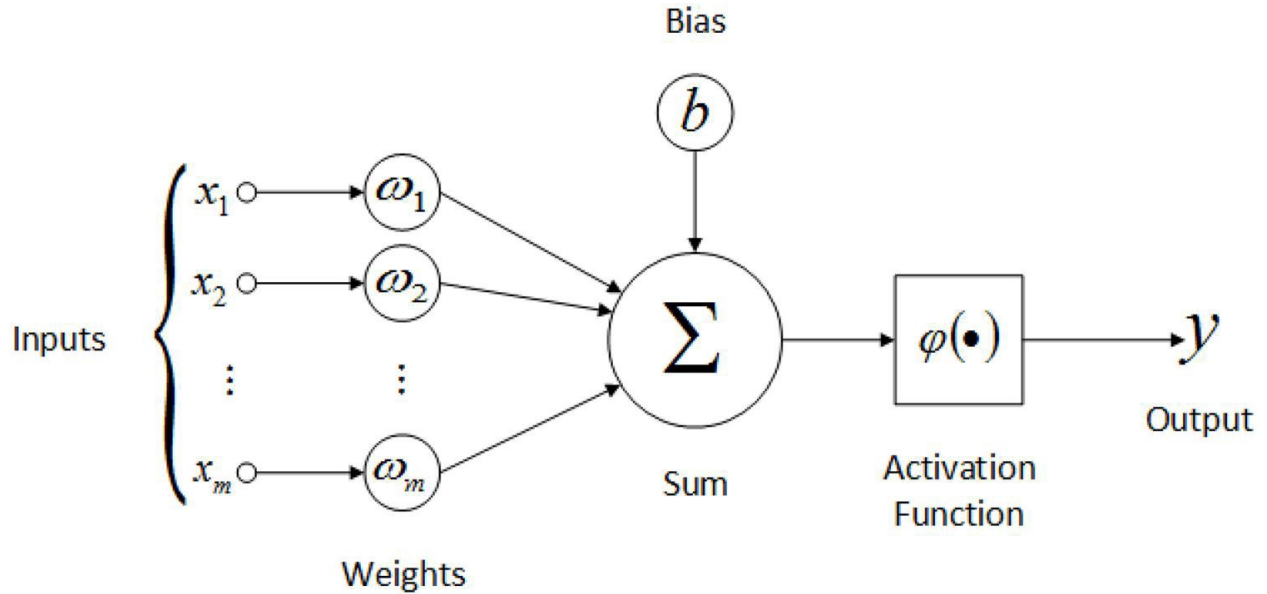 Bias
b
x₁ ω₁
x₂ ω₂
Inputs
⋮ ⋮
Σ
φ(•)
y
Output
xₘ ωₘ
Sum
Activation
Function
Weights